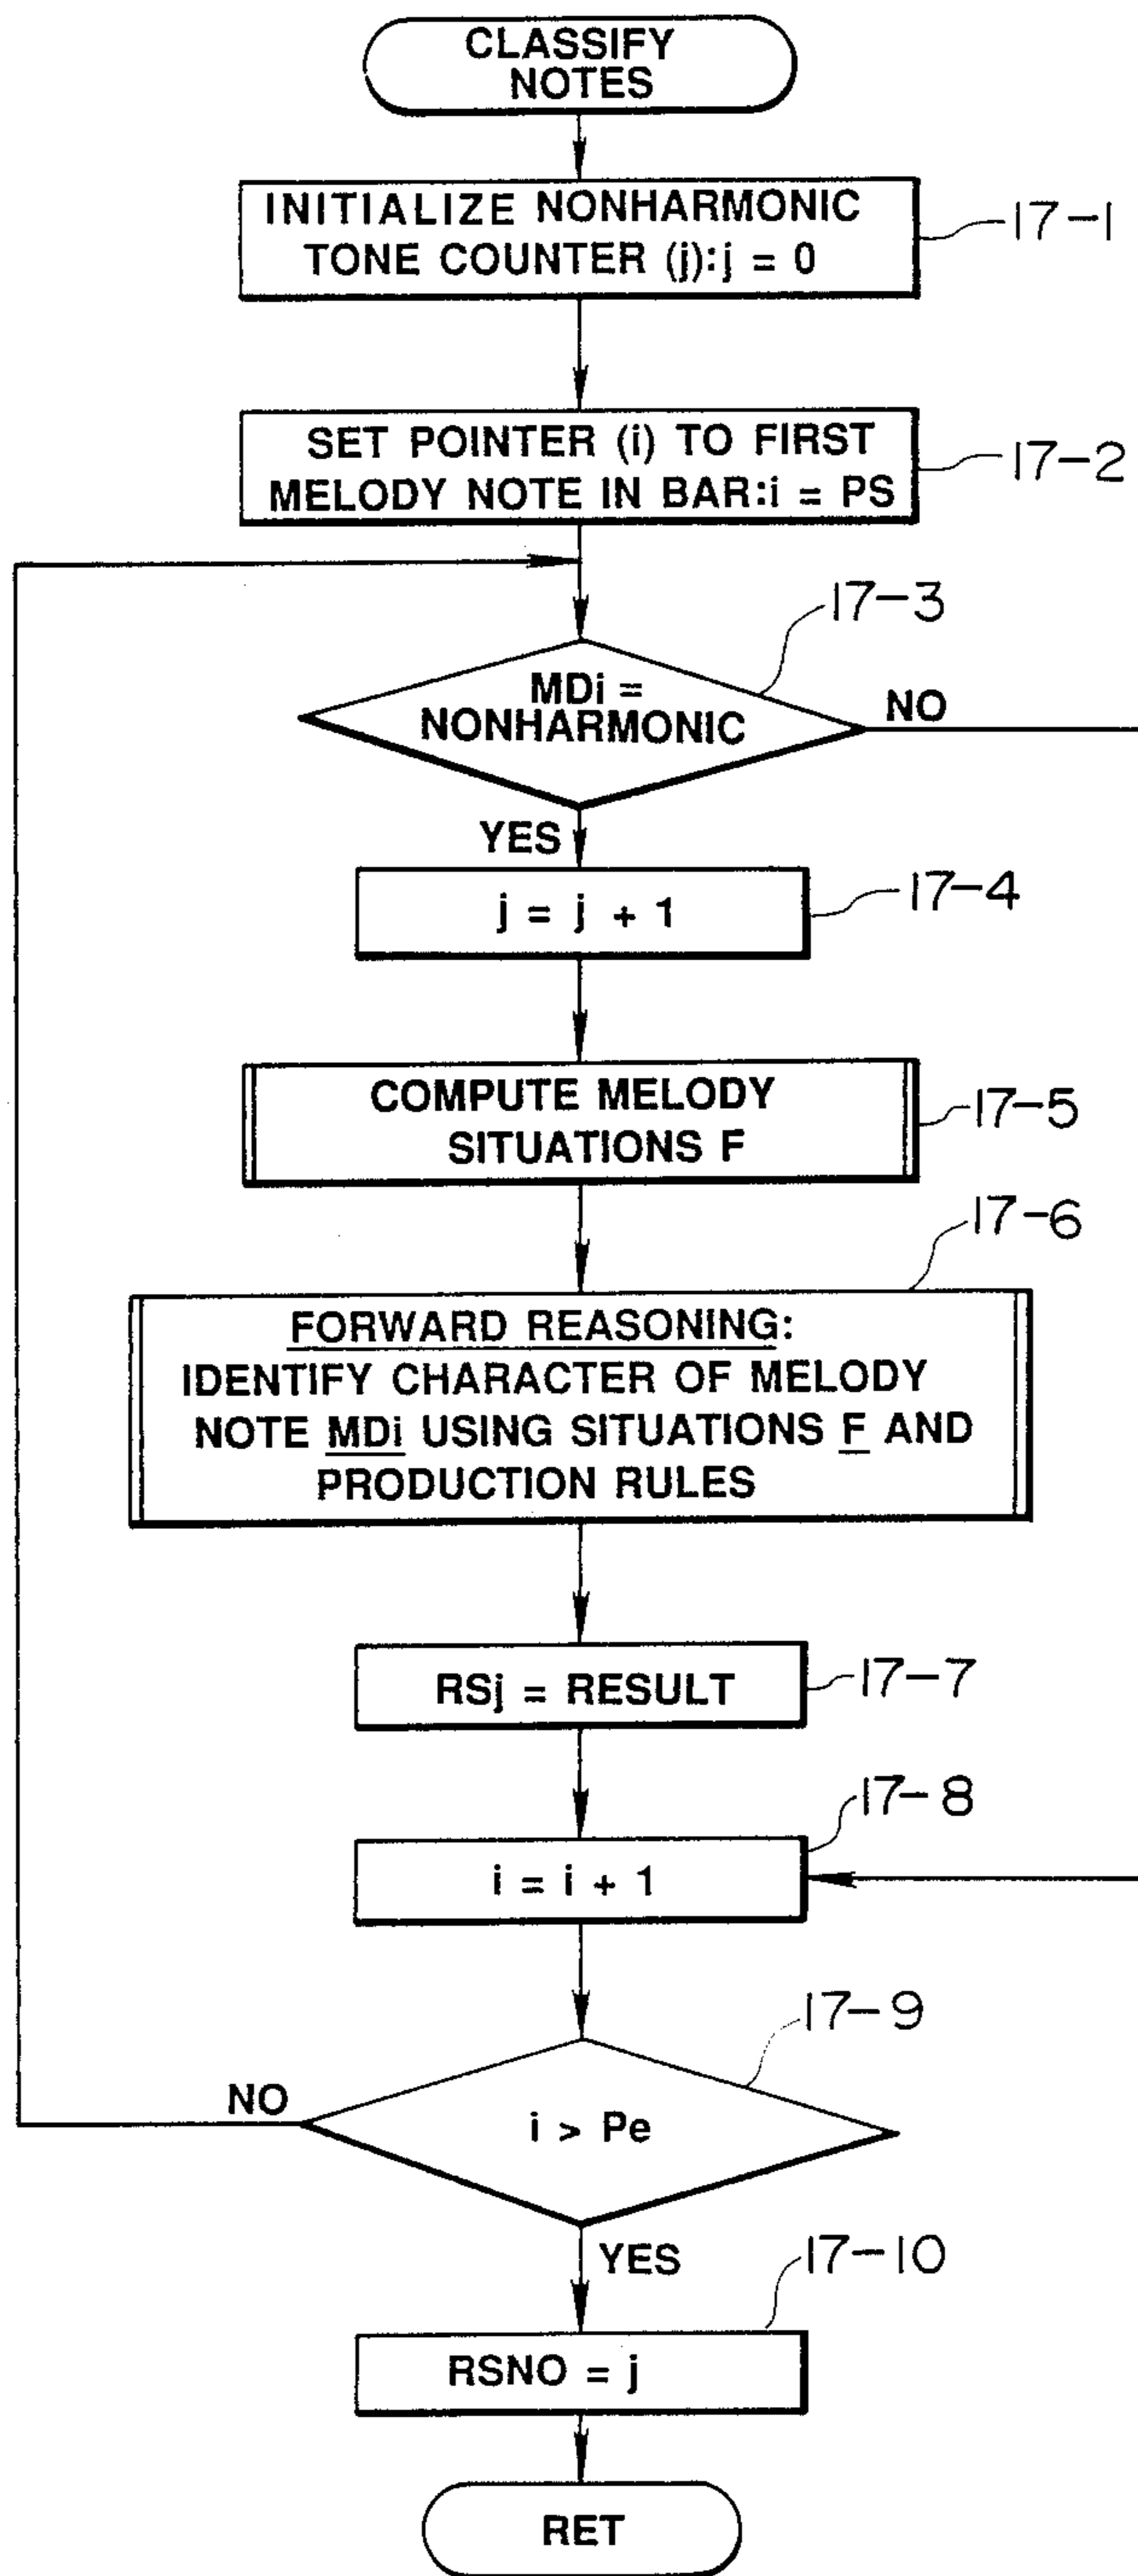 CLASSIFY
NOTES
INITIALIZE NONHARMONIC
TONE COUNTER (j):j = 0
17-1
SET POINTER (i) TO FIRST
MELODY NOTE IN BAR:i = PS
17-2
17-3
MDi =
NONHARMONIC
NO
YES
j = j + 1
17-4
COMPUTE MELODY
SITUATIONS F
17-5
17-6
FORWARD REASONING:
IDENTIFY CHARACTER OF MELODY
NOTE MDi USING SITUATIONS F AND
PRODUCTION RULES
RSj = RESULT
17-7
17-8
i = i + 1
17-9
NO
i > Pe
YES
17-10
RSNO = j
RET